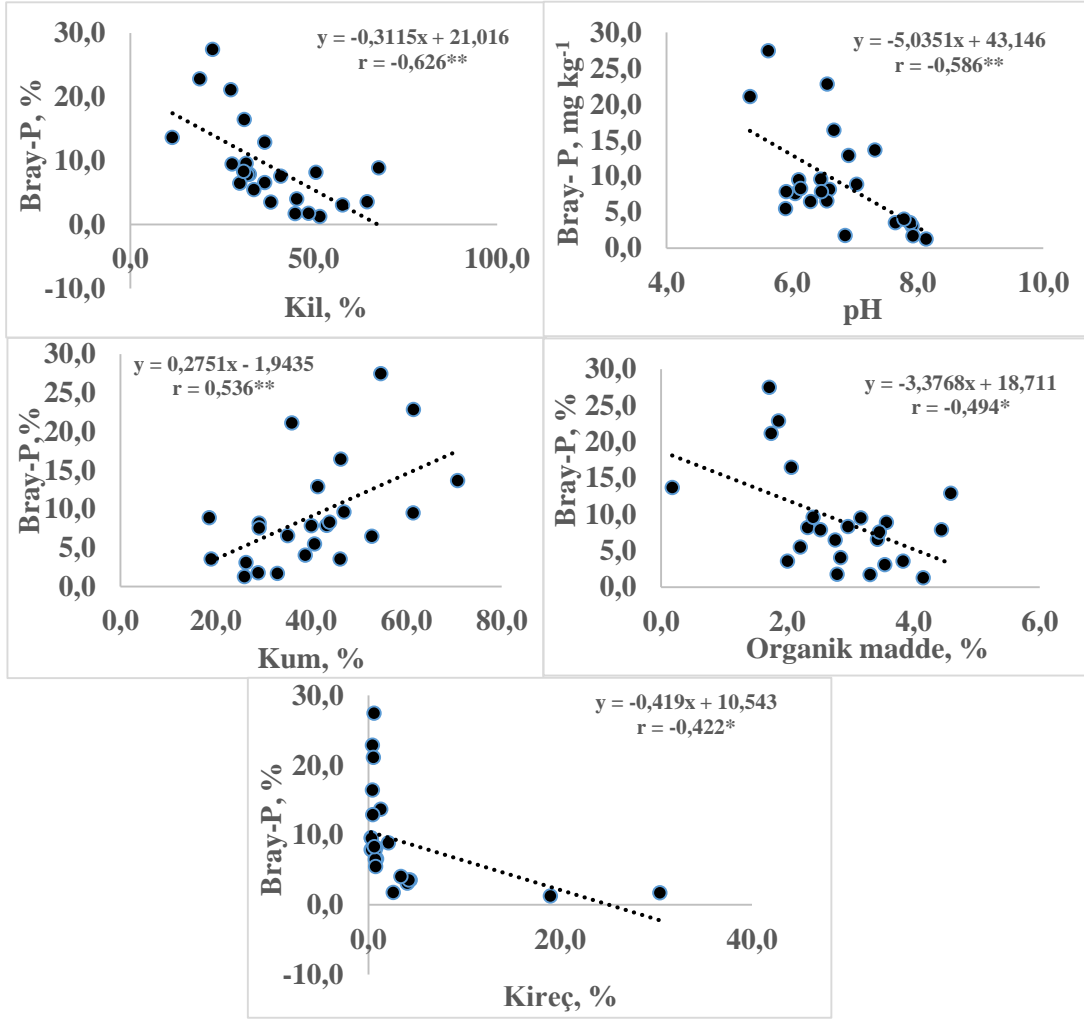 30,0
20,0
10,0
0,0
-10,0
Bray-P, %
y = -0,3115x + 21,016
r = -0,626**
0,0
50,0
100,0
Kil, %
30,0
25,0
20,0
15,0
10,0
5,0
0,0
Bray- P, mg kg-1
y = -5,0351x + 43,146
r = -0,586**
4,0
6,0
8,0
10,0
pH
30,0
25,0
20,0
15,0
10,0
5,0
0,0
Bray-P,%
y = 0,2751x - 1,9435
r = 0,536**
0,0
20,0
40,0
60,0
80,0
Kum, %
30,0
25,0
20,0
15,0
10,0
5,0
0,0
Bray-P, %
y = -3,3768x + 18,711
r = -0,494*
0,0
2,0
4,0
6,0
Organik madde, %
30,0
20,0
10,0
0,0
-10,0
Bray-P, %
y = -0,419x + 10,543
r = -0,422*
0,0
20,0
40,0
Kireç, %